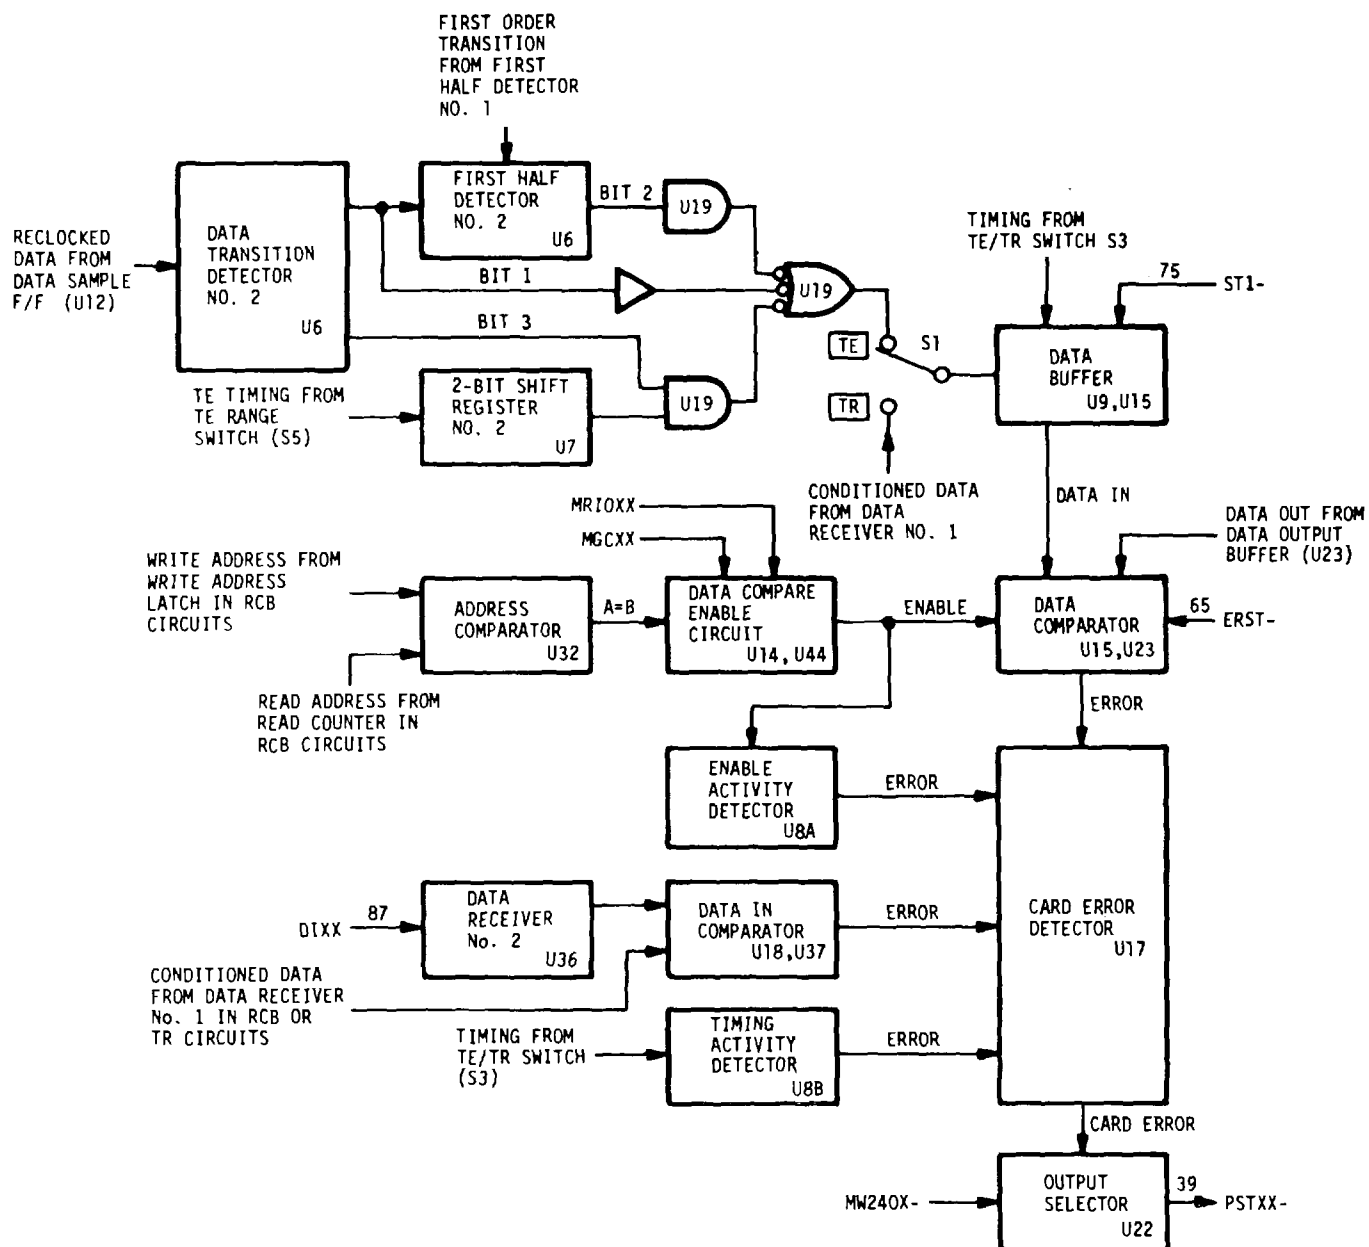 FIRST ORDER
TRANSITION
FROM FIRST
HALF DETECTOR
NO. 1
RECLOCKED
DATA FROM
DATA SAMPLE
F/F (U12)
DATA
TRANSITION
DETECTOR
NO. 2
U6
FIRST HALF
DETECTOR
NO. 2
U6
BIT 2
U19
BIT 1
U19
BIT 3
U19
TE TIMING FROM
TE RANGE
SWITCH (S5)
2-BIT SHIFT
REGISTER
NO. 2
U7
TE
S1
TR
CONDITIONED DATA
FROM DATA
RECEIVER NO. 1
TIMING FROM
TE/TR SWITCH S3
75
ST1-
DATA
BUFFER
U9,U15
DATA IN
DATA OUT FROM
DATA OUTPUT
BUFFER (U23)
MRIOXX
MGCXX
WRITE ADDRESS FROM
WRITE ADDRESS
LATCH IN RCB
CIRCUITS
READ ADDRESS FROM
READ COUNTER IN
RCB CIRCUITS
ADDRESS
COMPARATOR
U32
A=B
DATA COMPARE
ENABLE
CIRCUIT
U14, U44
ENABLE
DATA
COMPARATOR
U15,U23
65
ERST-
ERROR
ENABLE
ACTIVITY
DETECTOR
U8A
ERROR
DIXX
87
DATA
RECEIVER
No. 2
U36
DATA IN
COMPARATOR
U18,U37
ERROR
CARD ERROR
DETECTOR
U17
CONDITIONED DATA
FROM DATA RECEIVER
No. 1 IN RCB OR
TR CIRCUITS
TIMING FROM
TE/TR SWITCH
(S3)
TIMING
ACTIVITY
DETECTOR
U8B
ERROR
CARD ERROR
MW240X-
OUTPUT
SELECTOR
U22
39
PSTXX-